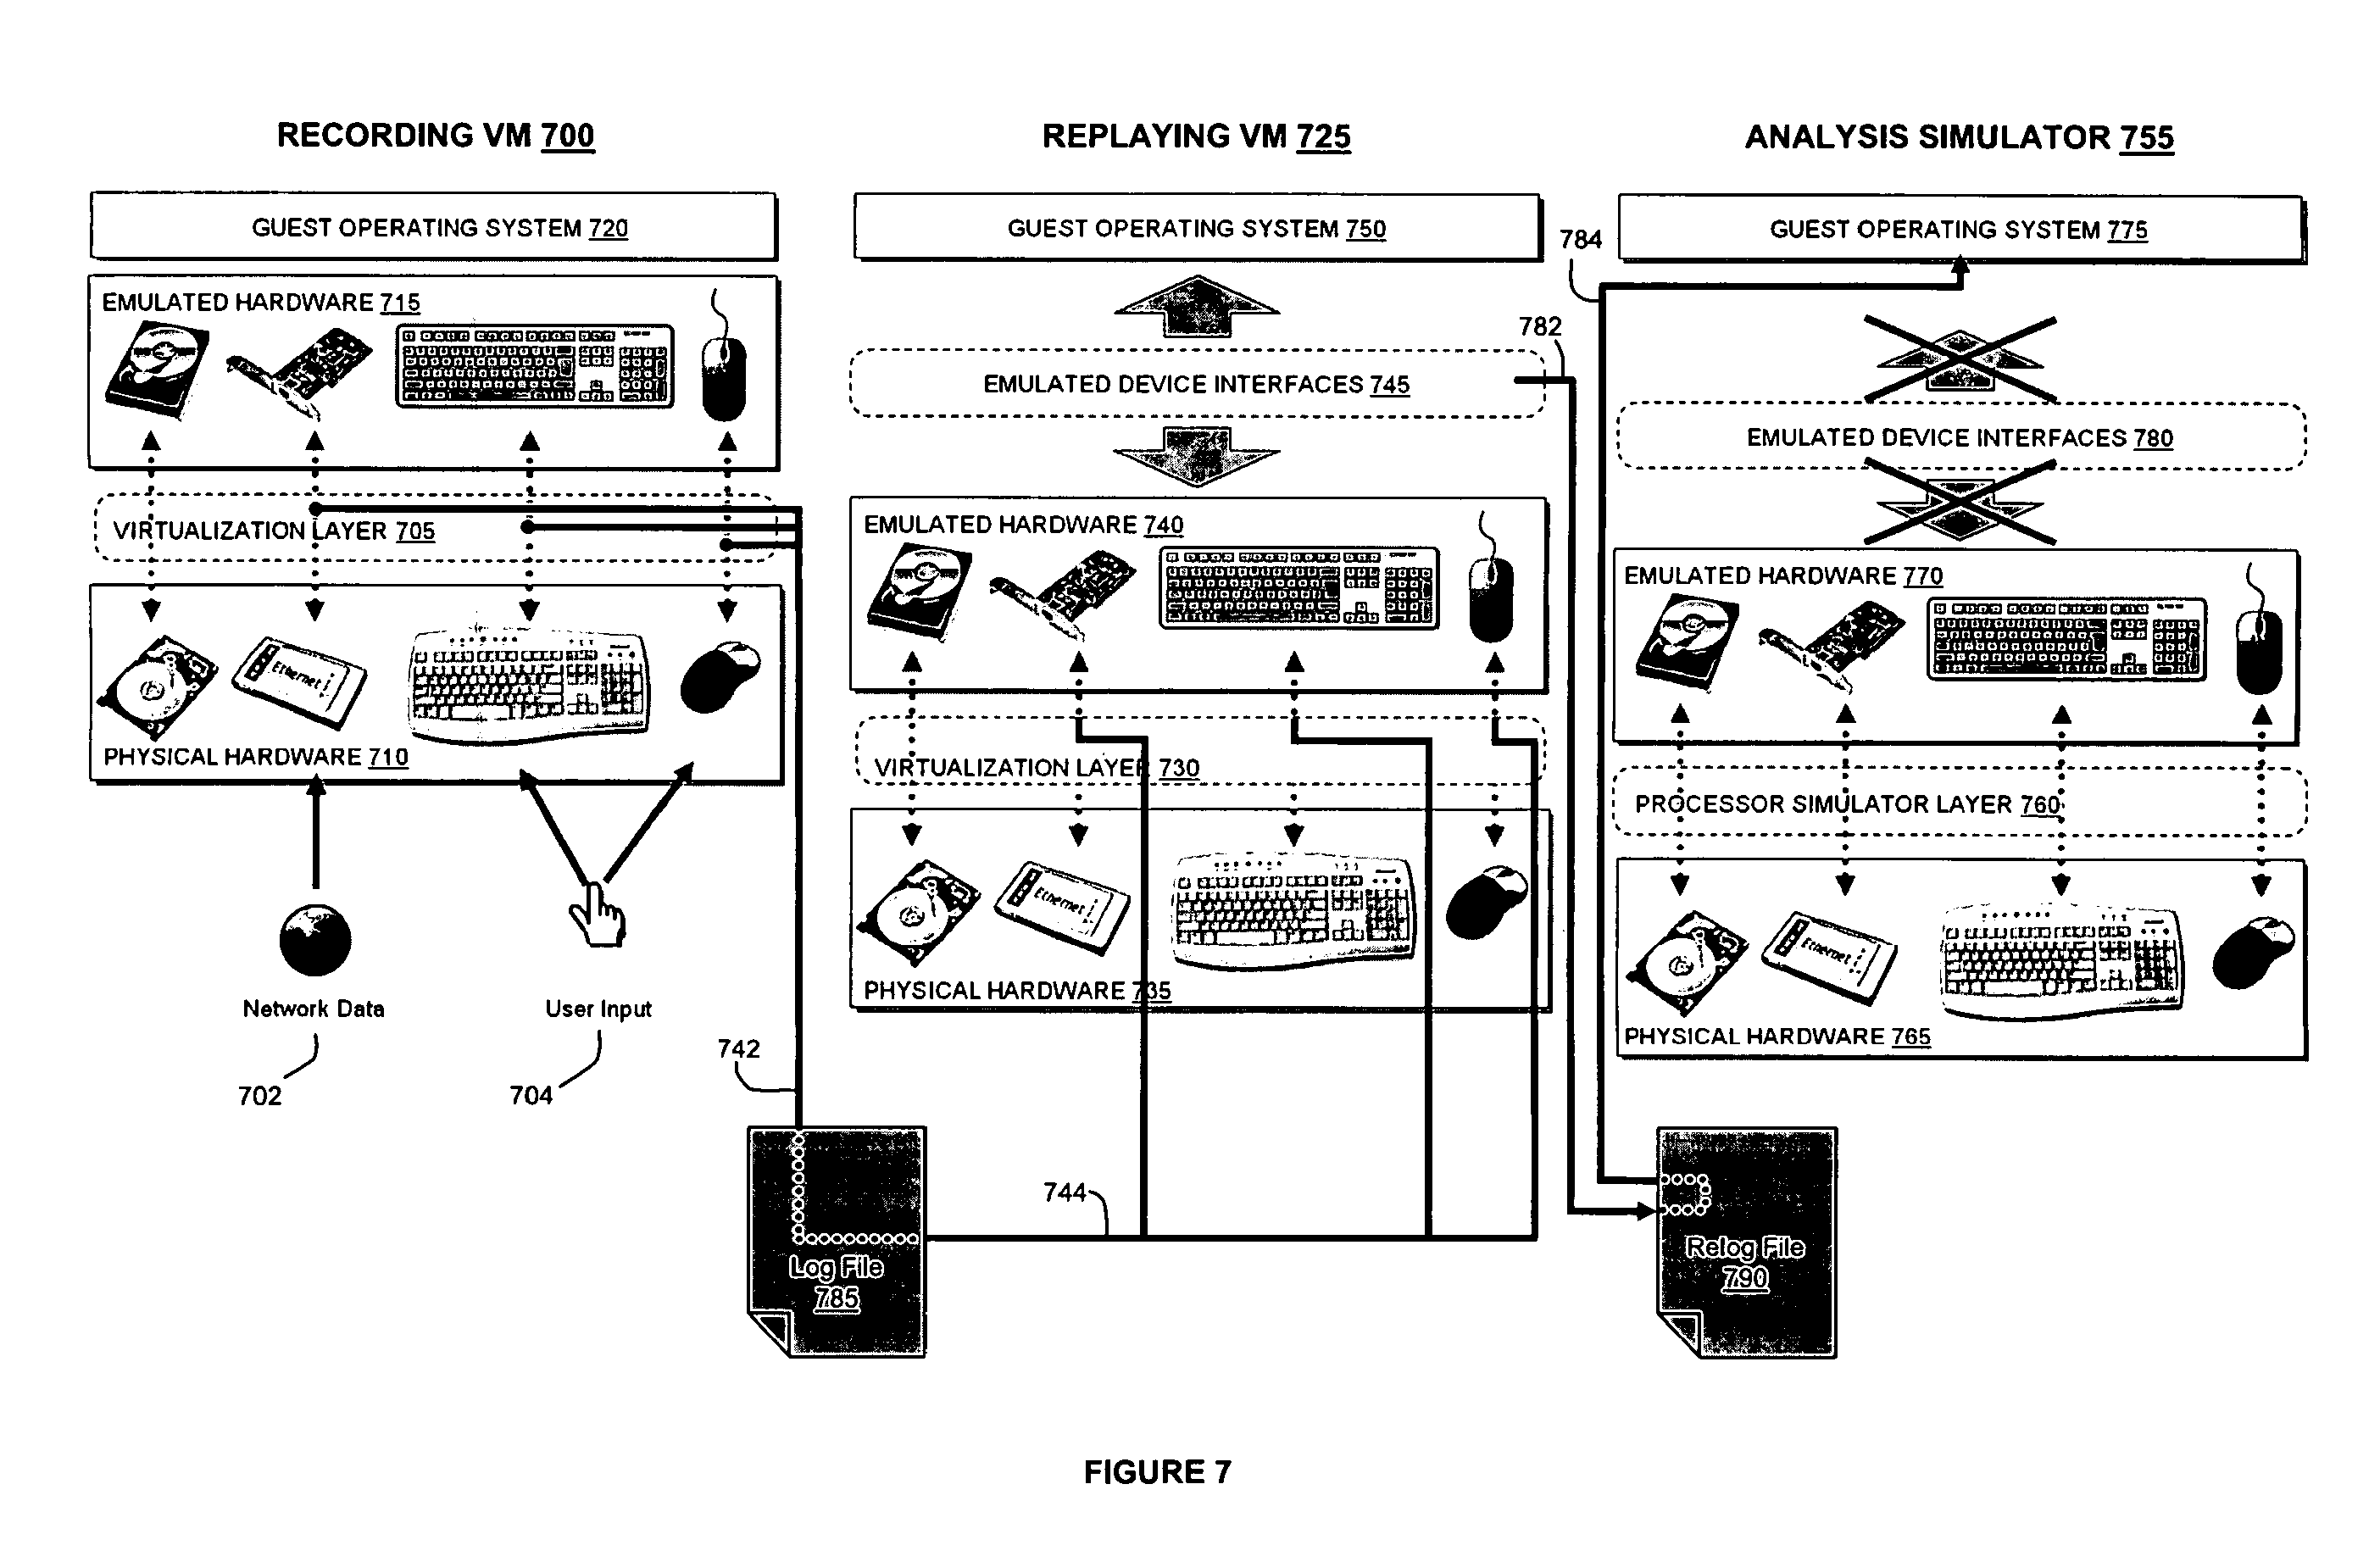 RECORDING VM 700
GUEST OPERATING SYSTEM 720
EMULATED HARDWARE 715
VIRTUALIZATION LAYER 705
Ethernet
PHYSICAL HARDWARE 710
Network Data
702
User Input
704
REPLAYING VM 725
GUEST OPERATING SYSTEM 750
EMULATED DEVICE INTERFACES 745
EMULATED HARDWARE 740
VIRTUALIZATION LAYER 730
Ethernet
PHYSICAL HARDWARE 735
742
744
Log File
785
782
784
ANALYSIS SIMULATOR 755
GUEST OPERATING SYSTEM 775
EMULATED DEVICE INTERFACES 780
EMULATED HARDWARE 770
PROCESSOR SIMULATOR LAYER 760
Ethernet
PHYSICAL HARDWARE 765
Relog File
790
FIGURE 7